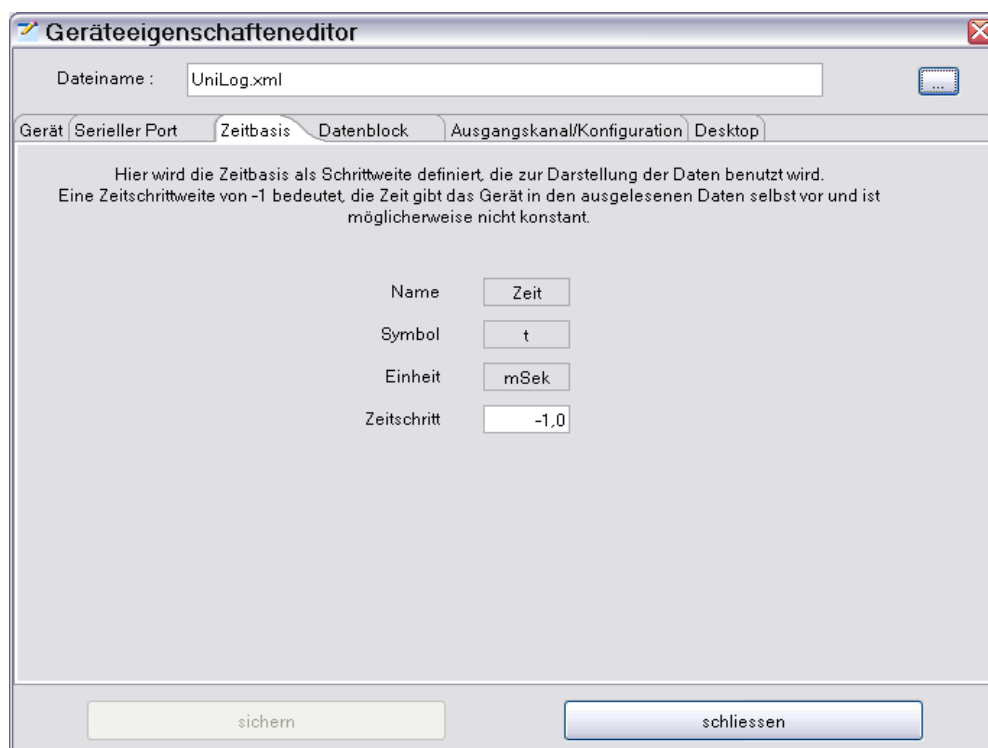 Geräteeigenschafteneditor
Dateiname : UniLog.xml ...
Gerät Serieller Port Zeitbasis Datenblock Ausgangskanal/Konfiguration Desktop
Hier wird die Zeitbasis als Schrittweite definiert, die zur Darstellung der Daten benutzt wird.
Eine Zeitschrittweite von -1 bedeutet, die Zeit gibt das Gerät in den ausgelesenen Daten selbst vor und ist
möglicherweise nicht konstant.
Name Zeit
Symbol t
Einheit mSek
Zeitschritt -1,0
sichern schliessen